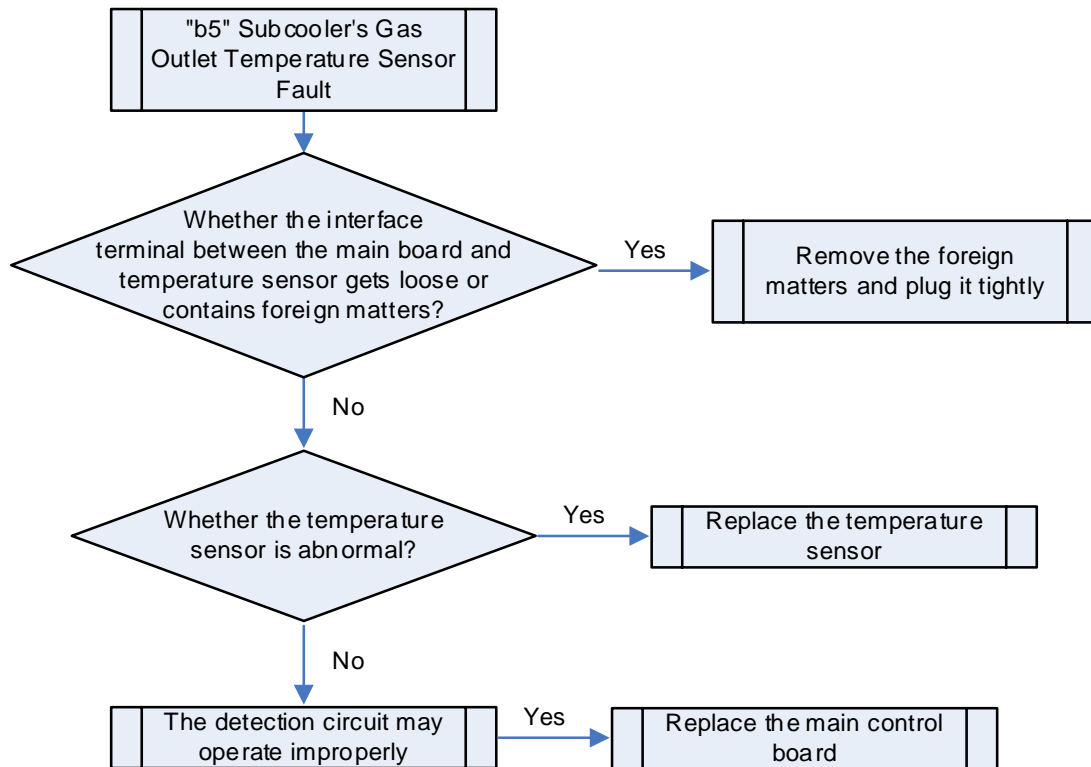 "b5" Subcooler's Gas
Outlet Temperature Sensor
Fault
Whether the interface
terminal between the main board and
temperature sensor gets loose or
contains foreign matters?
Yes
Remove the foreign
matters and plug it tightly
No
Whether the temperature
sensor is abnormal?
Yes
Replace the temperature
sensor
No
The detection circuit may
operate improperly
Yes
Replace the main control
board